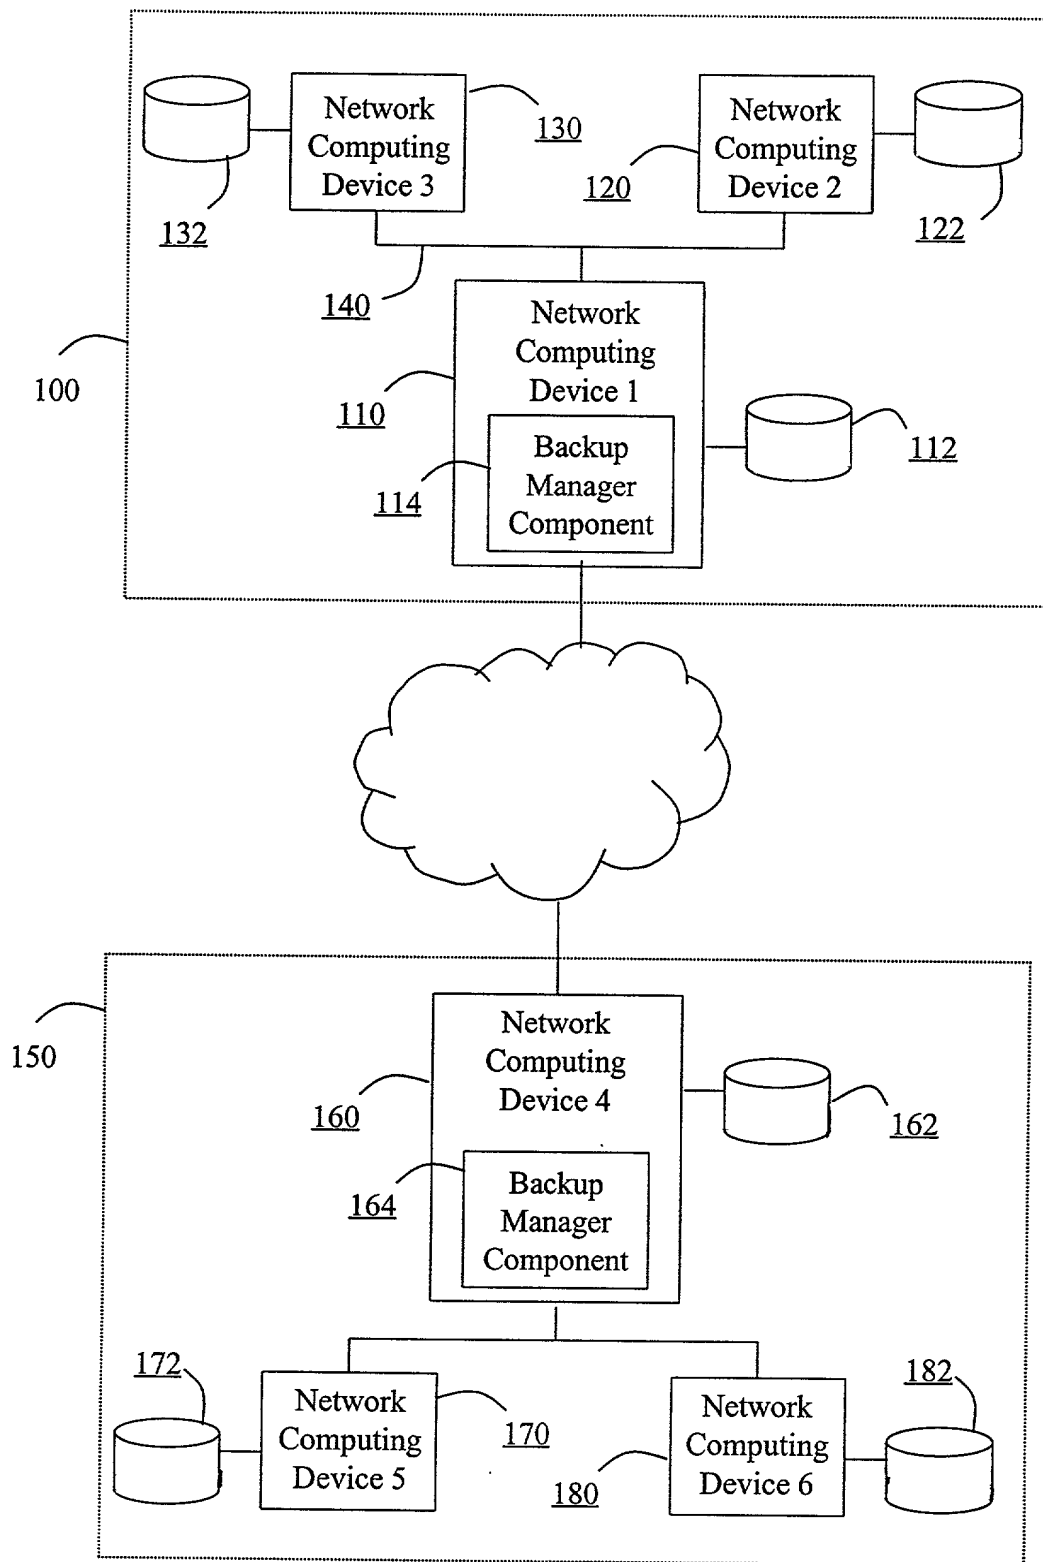 Network
Computing
Device 3
130
132
Network
Computing
Device 2
120
122
140
100
Network
Computing
Device 1
110
112
Backup
Manager
Component
114
150
Network
Computing
Device 4
160
162
Backup
Manager
Component
164
172
Network
Computing
Device 5
170
Network
Computing
Device 6
180
182